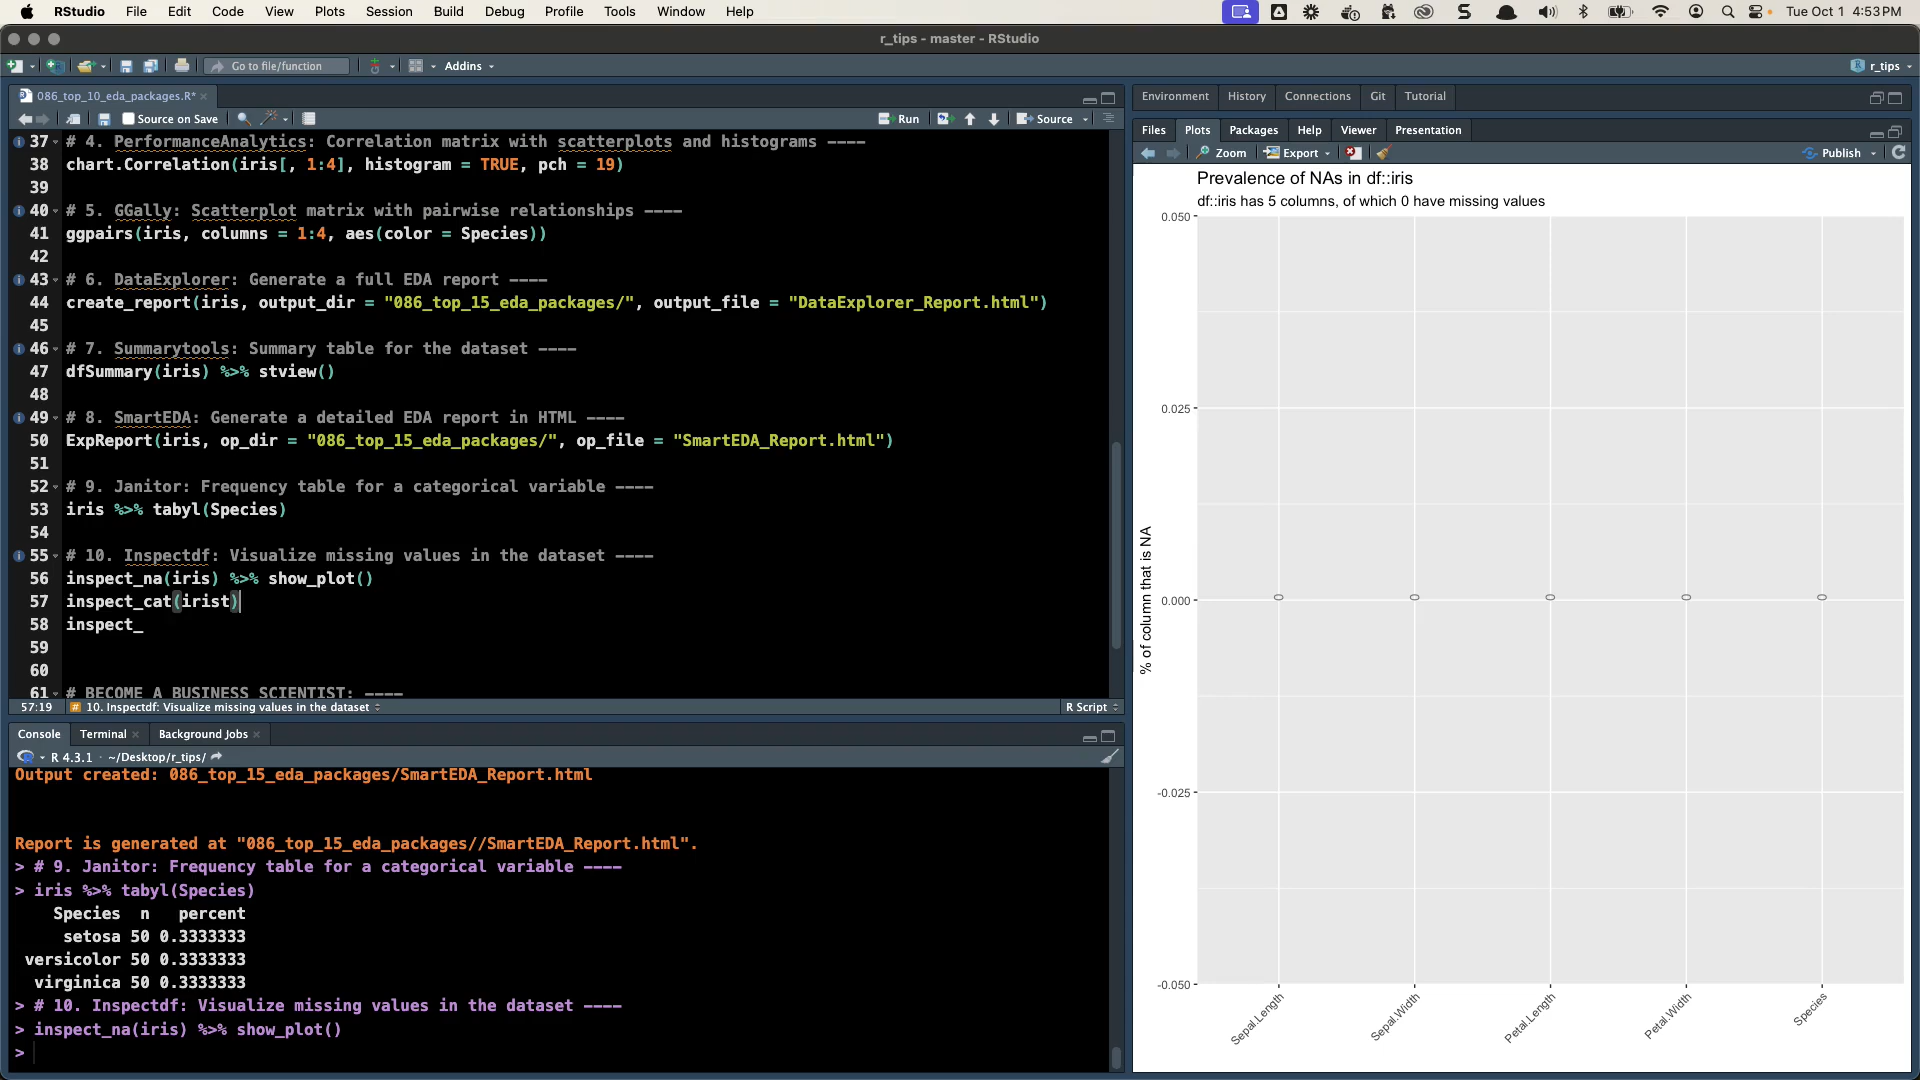 RStudio File Edit Code View Plots Session Build Debug Profile Tools Window Help
Tue Oct 1 4:53 PM
r_tips - master - RStudio
Go to file/function
Addins
r_tips
086_top_10_eda_packages.R*
Source on Save
Run
Source
37 # 4. PerformanceAnalytics: Correlation matrix with scatterplots and histograms ----
38 chart.Correlation(iris[, 1:4], histogram = TRUE, pch = 19)
39
40 # 5. GGally: Scatterplot matrix with pairwise relationships ----
41 ggpairs(iris, columns = 1:4, aes(color = Species))
42
43 # 6. DataExplorer: Generate a full EDA report ----
44 create_report(iris, output_dir = "086_top_15_eda_packages/", output_file = "DataExplorer_Report.html")
45
46 # 7. Summarytools: Summary table for the dataset ----
47 dfSummary(iris) %>% stview()
48
49 # 8. SmartEDA: Generate a detailed EDA report in HTML ----
50 ExpReport(iris, op_dir = "086_top_15_eda_packages/", op_file = "SmartEDA_Report.html")
51
52 # 9. Janitor: Frequency table for a categorical variable ----
53 iris %>% tabyl(Species)
54
55 # 10. Inspectdf: Visualize missing values in the dataset ----
56 inspect_na(iris) %>% show_plot()
57 inspect_cat(irist)
58 inspect_
59
60
61 # BECOME A BUSINESS SCIENTIST: ----
57:19
# 10. Inspectdf: Visualize missing values in the dataset
R Script
Console Terminal Background Jobs
R 4.3.1 · ~/Desktop/r_tips/
Output created: 086_top_15_eda_packages/SmartEDA_Report.html
Report is generated at "086_top_15_eda_packages//SmartEDA_Report.html".
> # 9. Janitor: Frequency table for a categorical variable ----
> iris %>% tabyl(Species)
Species n percent
setosa 50 0.3333333
versicolor 50 0.3333333
virginica 50 0.3333333
> # 10. Inspectdf: Visualize missing values in the dataset ----
> inspect_na(iris) %>% show_plot()
>
Environment History Connections Git Tutorial
Files Plots Packages Help Viewer Presentation
Zoom Export
Publish
Prevalence of NAs in df::iris
df::iris has 5 columns, of which 0 have missing values
% of column that is NA
0.050
0.025
0.000
-0.025
-0.050
0 0 0 0 0
Sepal.Length Sepal.Width Petal.Length Petal.Width Species